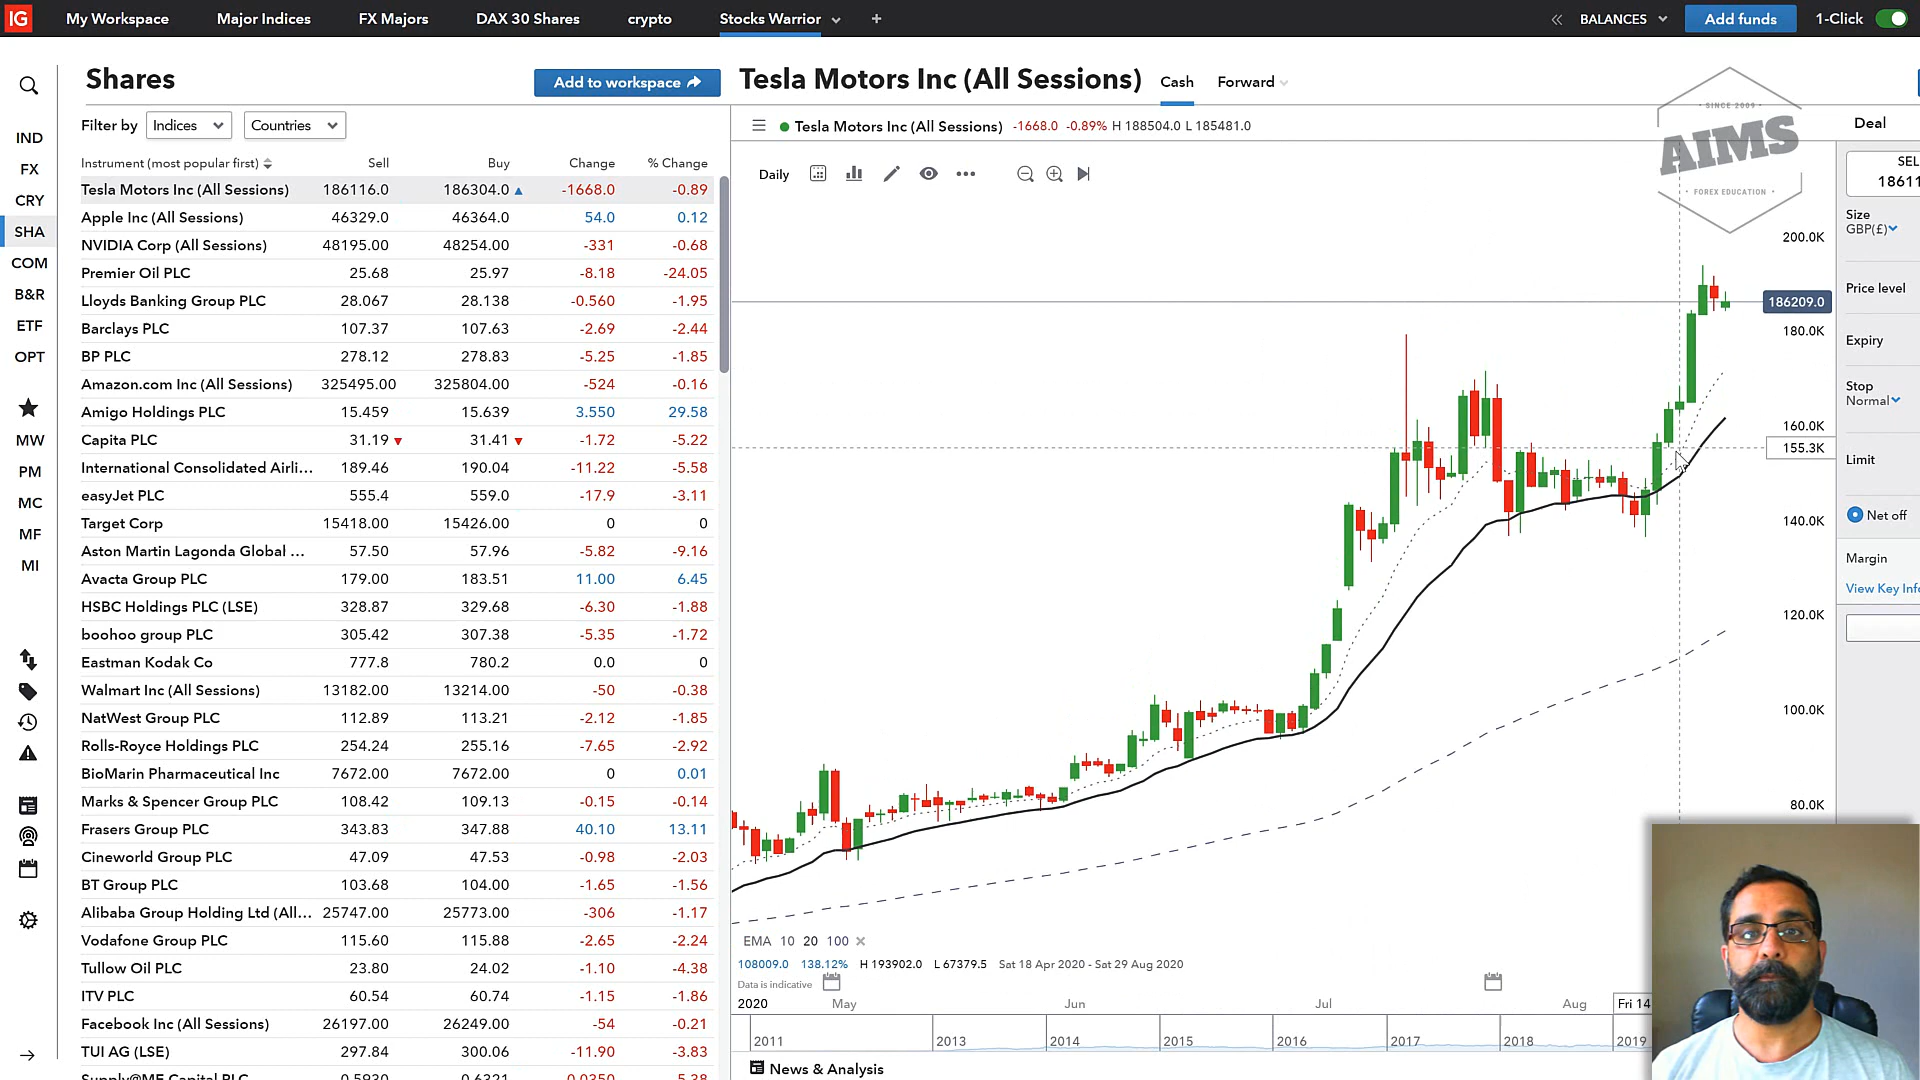 IG My Workspace Major Indices FX Majors DAX 30 Shares crypto Stocks Warrior + BALANCES Add funds 1-Click
Shares
Add to workspace
Filter by Indices Countries
Instrument (most popular first) Sell Buy Change % Change
Tesla Motors Inc (All Sessions) 186116.0 186304.0 -1668.0 -0.89
Apple Inc (All Sessions) 46329.0 46364.0 54.0 0.12
NVIDIA Corp (All Sessions) 48195.00 48254.00 -331 -0.68
Premier Oil PLC 25.68 25.97 -8.18 -24.05
Lloyds Banking Group PLC 28.067 28.138 -0.560 -1.95
Barclays PLC 107.37 107.63 -2.69 -2.44
BP PLC 278.12 278.83 -5.25 -1.85
Amazon.com Inc (All Sessions) 325495.00 325804.00 -524 -0.16
Amigo Holdings PLC 15.459 15.639 3.550 29.58
Capita PLC 31.19 31.41 -1.72 -5.22
International Consolidated Airli... 189.46 190.04 -11.22 -5.58
easyJet PLC 555.4 559.0 -17.9 -3.11
Target Corp 15418.00 15426.00 0 0
Aston Martin Lagonda Global ... 57.50 57.96 -5.82 -9.16
Avacta Group PLC 179.00 183.51 11.00 6.45
HSBC Holdings PLC (LSE) 328.87 329.68 -6.30 -1.88
boohoo group PLC 305.42 307.38 -5.35 -1.72
Eastman Kodak Co 777.8 780.2 0.0 0
Walmart Inc (All Sessions) 13182.00 13214.00 -50 -0.38
NatWest Group PLC 112.89 113.21 -2.12 -1.85
Rolls-Royce Holdings PLC 254.24 255.16 -7.65 -2.92
BioMarin Pharmaceutical Inc 7672.00 7672.00 0 0.01
Marks & Spencer Group PLC 108.42 109.13 -0.15 -0.14
Frasers Group PLC 343.83 347.88 40.10 13.11
Cineworld Group PLC 47.09 47.53 -0.98 -2.03
BT Group PLC 103.68 104.00 -1.65 -1.56
Alibaba Group Holding Ltd (All... 25747.00 25773.00 -306 -1.17
Vodafone Group PLC 115.60 115.88 -2.65 -2.24
Tullow Oil PLC 23.80 24.02 -1.10 -4.38
ITV PLC 60.54 60.74 -1.15 -1.86
Facebook Inc (All Sessions) 26197.00 26249.00 -54 -0.21
TUI AG (LSE) 297.84 300.06 -11.90 -3.83
IND
FX
CRY
SHA
COM
B&R
ETF
OPT
MW
PM
MC
MF
MI
Tesla Motors Inc (All Sessions) Cash Forward
Tesla Motors Inc (All Sessions) -1668.0 -0.89% H 188504.0 L 185481.0
Daily
SINCE 2009
AIMS
FOREX EDUCATION
200.0K
186209.0
180.0K
160.0K
155.3K
140.0K
120.0K
100.0K
80.0K
EMA 10 20 100
108009.0 138.12% H 193902.0 L 67379.5 Sat 18 Apr 2020 - Sat 29 Aug 2020
Data is indicative
2020 May Jun Jul Aug Fri 14
2011 2013 2014 2015 2016 2017 2018 2019
News & Analysis
Deal
Size
GBP(£)
Price level
Expiry
Stop
Normal
Limit
Net off
Margin
View Key